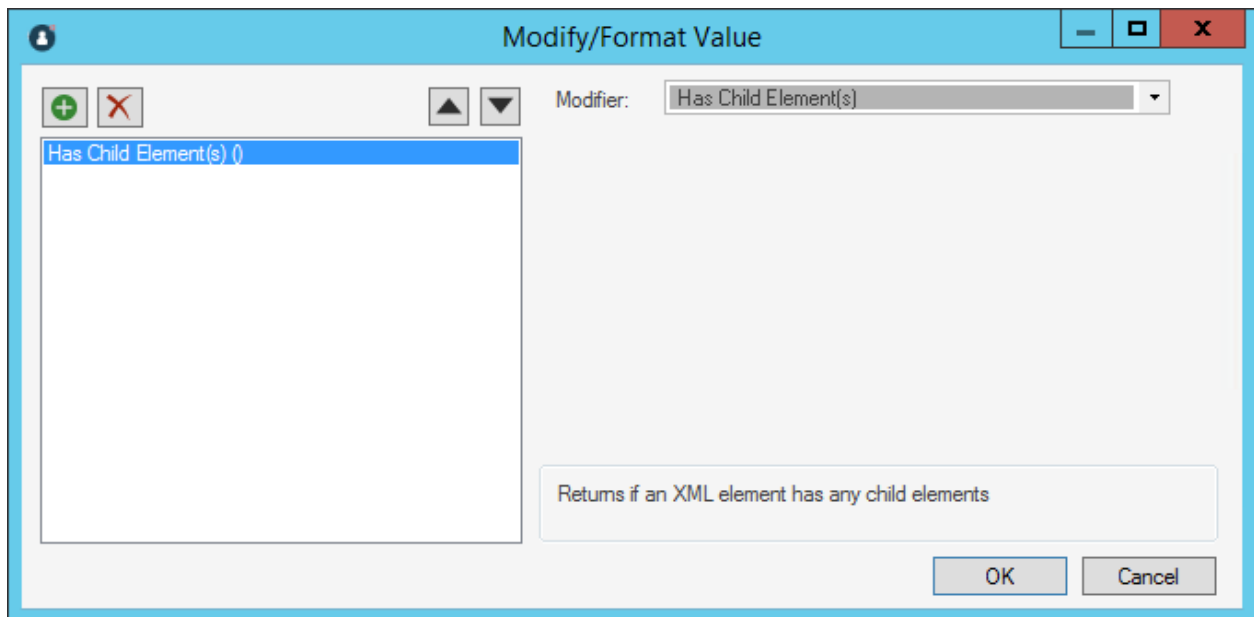 Modify/Format Value
Modifier:
Has Child Element(s)
Has Child Element(s) ()
Returns if an XML element has any child elements
OK
Cancel